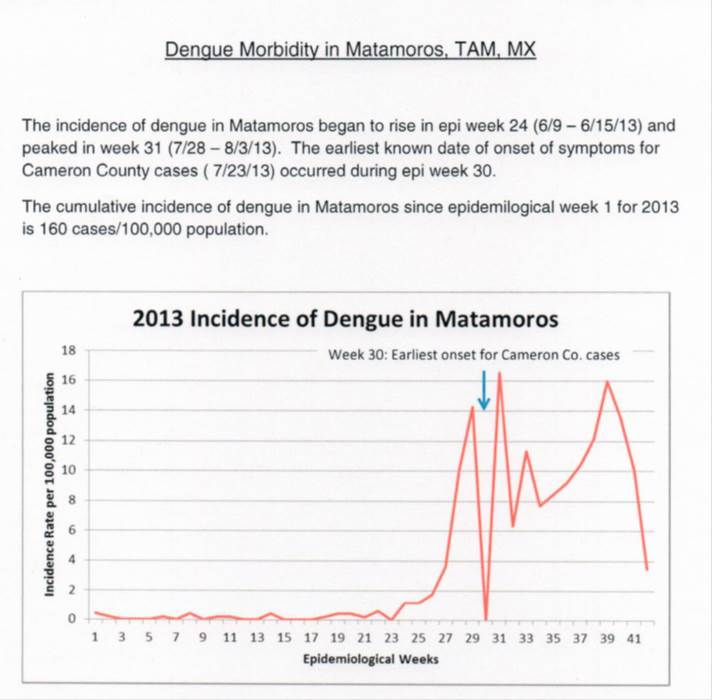 Dengue Morbidity in Matamoros, TAM, MX
The incidence of dengue in Matamoros began to rise in epi week 24 (6/9 – 6/15/13) and
peaked in week 31 (7/28 – 8/3/13).  The earliest known date of onset of symptoms for
Cameron County cases ( 7/23/13) occurred during epi week 30.
The cumulative incidence of dengue in Matamoros since epidemilogical week 1 for 2013
is 160 cases/100,000 population.
2013 Incidence of Dengue in Matamoros
Week 30: Earliest onset for Cameron Co. cases
Incidence Rate per 100,000 population
18
16
14
12
10
8
6
4
2
0
1 3 5 7 9 11 13 15 17 19 21 23 25 27 29 31 33 35 37 39 41
Epidemiological Weeks